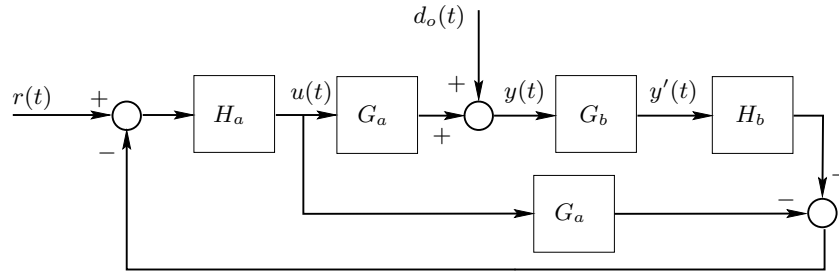 d_o(t)
r(t)
+
−
H_a
u(t)
G_a
+
+
y(t)
G_b
y′(t)
H_b
G_a
−